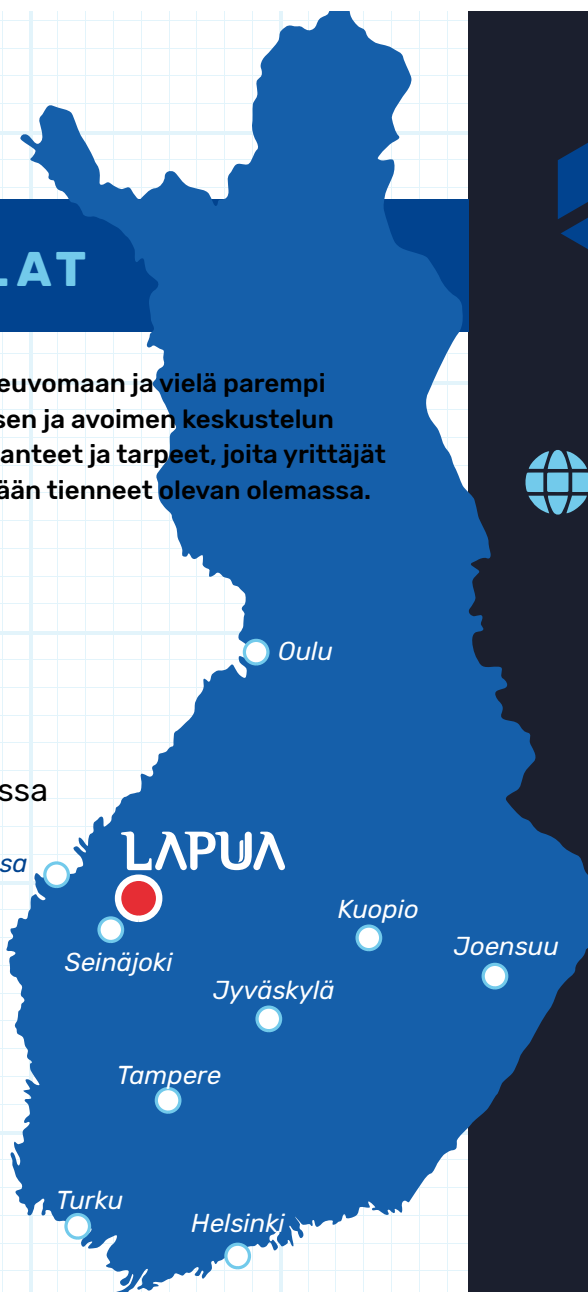 LAT
euvomaan ja vielä parempi
sen ja avoimen keskustelun
anteet ja tarpeet, joita yrittäjät
ään tienneet olevan olemassa.
Oulu
ssa
sa
LAPUA
Seinäjoki
Kuopio
Joensuu
Jyväskylä
Tampere
Turku
Helsinki